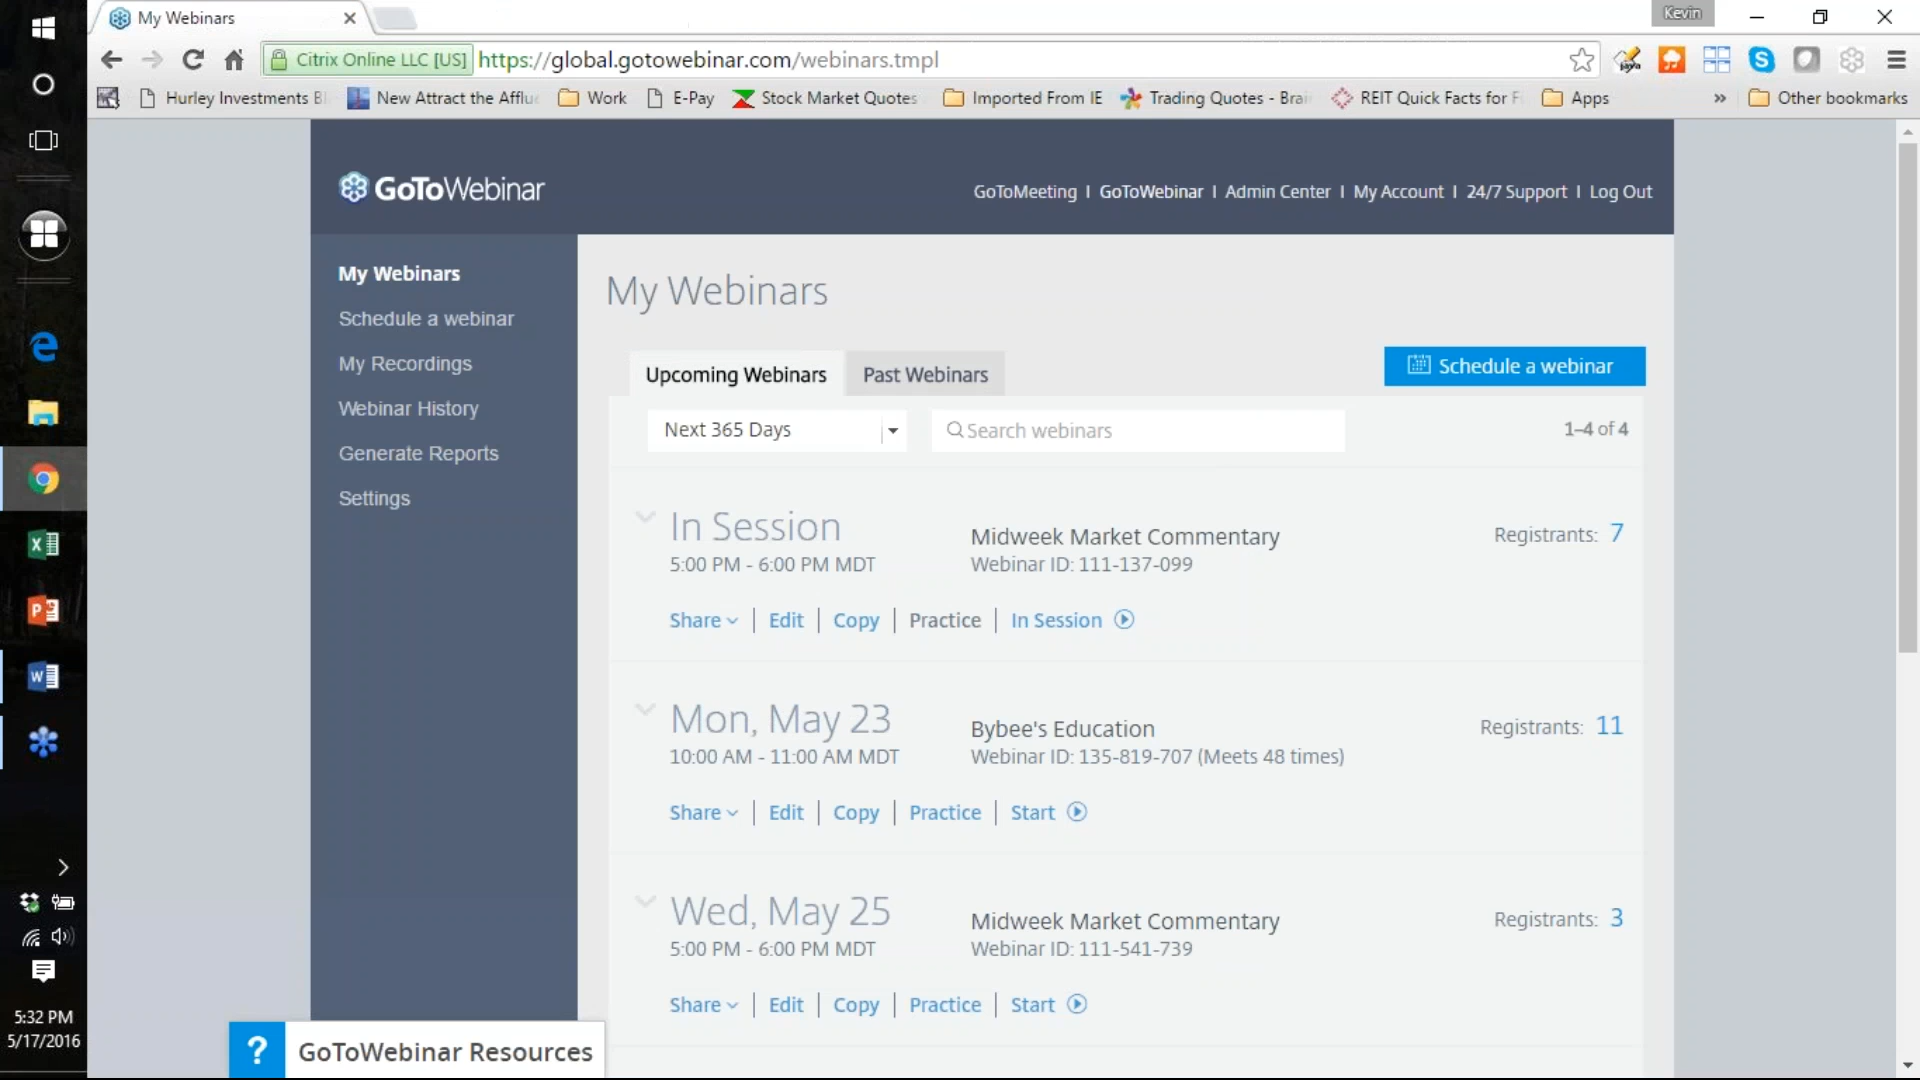 My Webinars
Kevin
Citrix Online LLC [US] https://global.gotowebinar.com/webinars.tmpl
Hurley Investments Bl New Attract the Afflu Work E-Pay Stock Market Quotes Imported From IE Trading Quotes - Brai REIT Quick Facts for F Apps » Other bookmarks
GoToWebinar
GoToMeeting | GoToWebinar | Admin Center | My Account | 24/7 Support | Log Out
My Webinars
Schedule a webinar
My Recordings
Webinar History
Generate Reports
Settings
My Webinars
Upcoming Webinars Past Webinars Schedule a webinar
Next 365 Days Search webinars 1–4 of 4
In Session Midweek Market Commentary Registrants: 7
5:00 PM - 6:00 PM MDT Webinar ID: 111-137-099
Share | Edit | Copy | Practice | In Session
Mon, May 23 Bybee's Education Registrants: 11
10:00 AM - 11:00 AM MDT Webinar ID: 135-819-707 (Meets 48 times)
Share | Edit | Copy | Practice | Start
Wed, May 25 Midweek Market Commentary Registrants: 3
5:00 PM - 6:00 PM MDT Webinar ID: 111-541-739
Share | Edit | Copy | Practice | Start
? GoToWebinar Resources
5:32 PM
5/17/2016